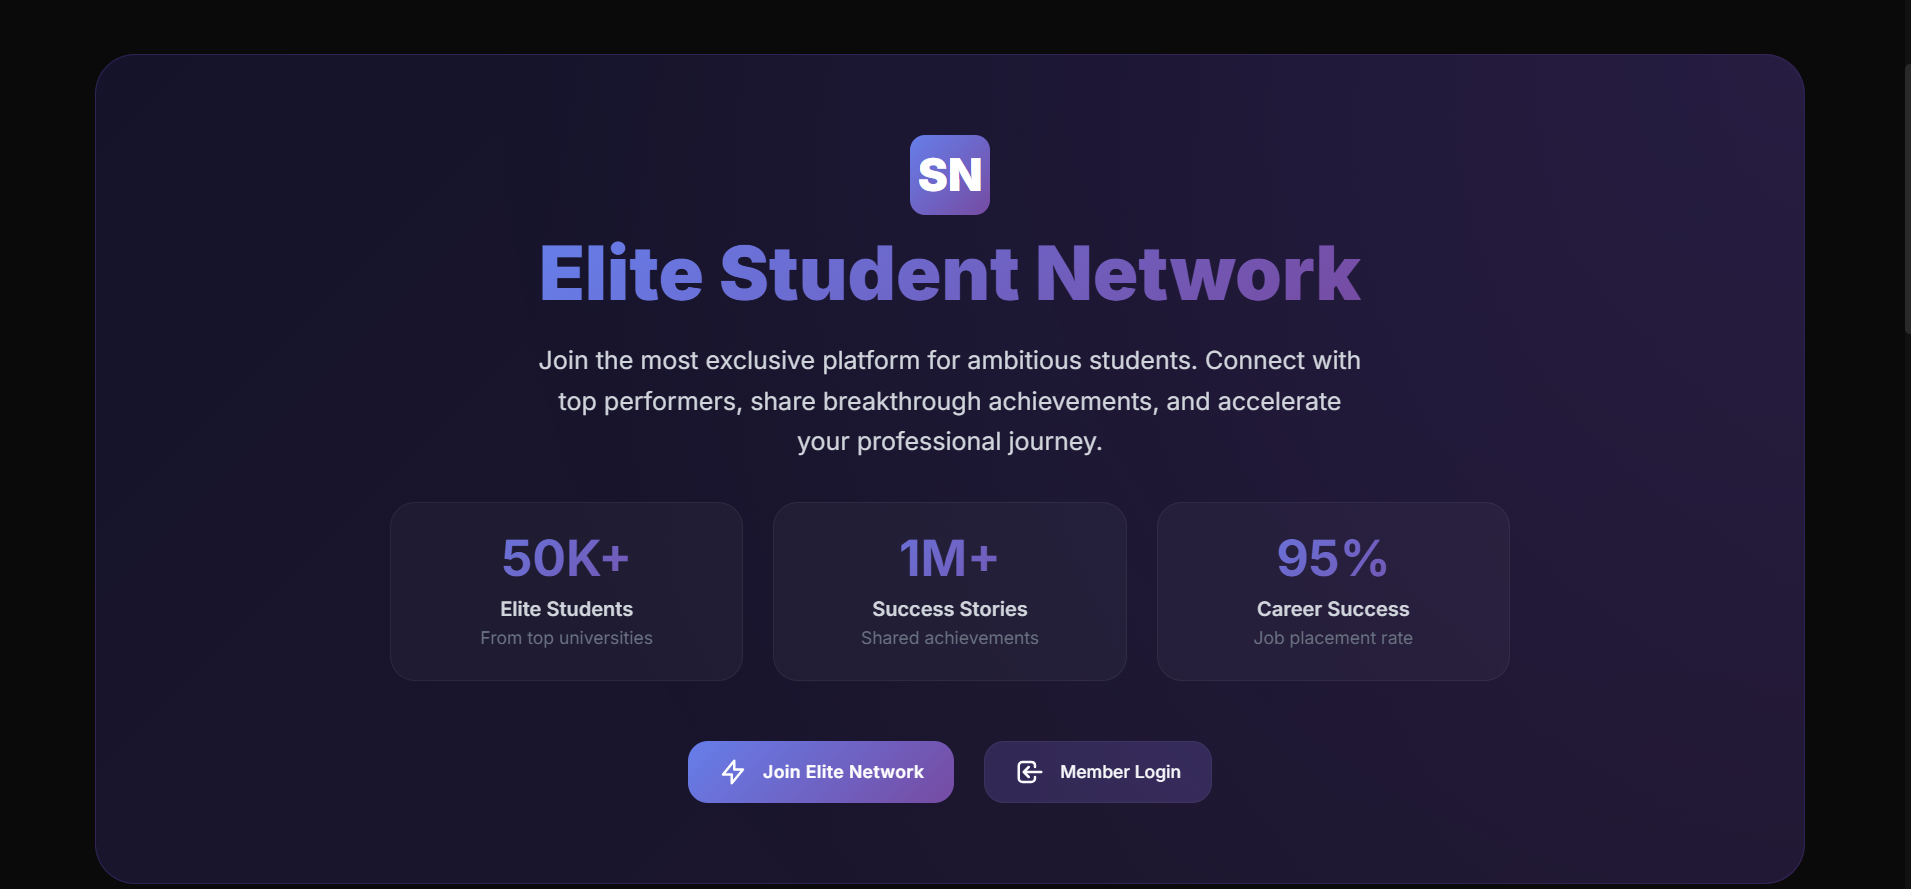 SN
Elite Student Network
Join the most exclusive platform for ambitious students. Connect with
top performers, share breakthrough achievements, and accelerate
your professional journey.
50K+
Elite Students
From top universities
1M+
Success Stories
Shared achievements
95%
Career Success
Job placement rate
Join Elite Network
Member Login